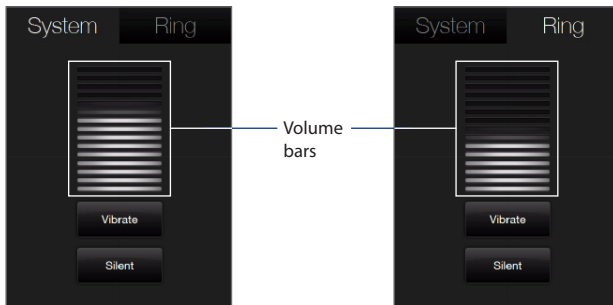 System Ring
Volume
bars
Vibrate
Silent
System Ring
Vibrate
Silent